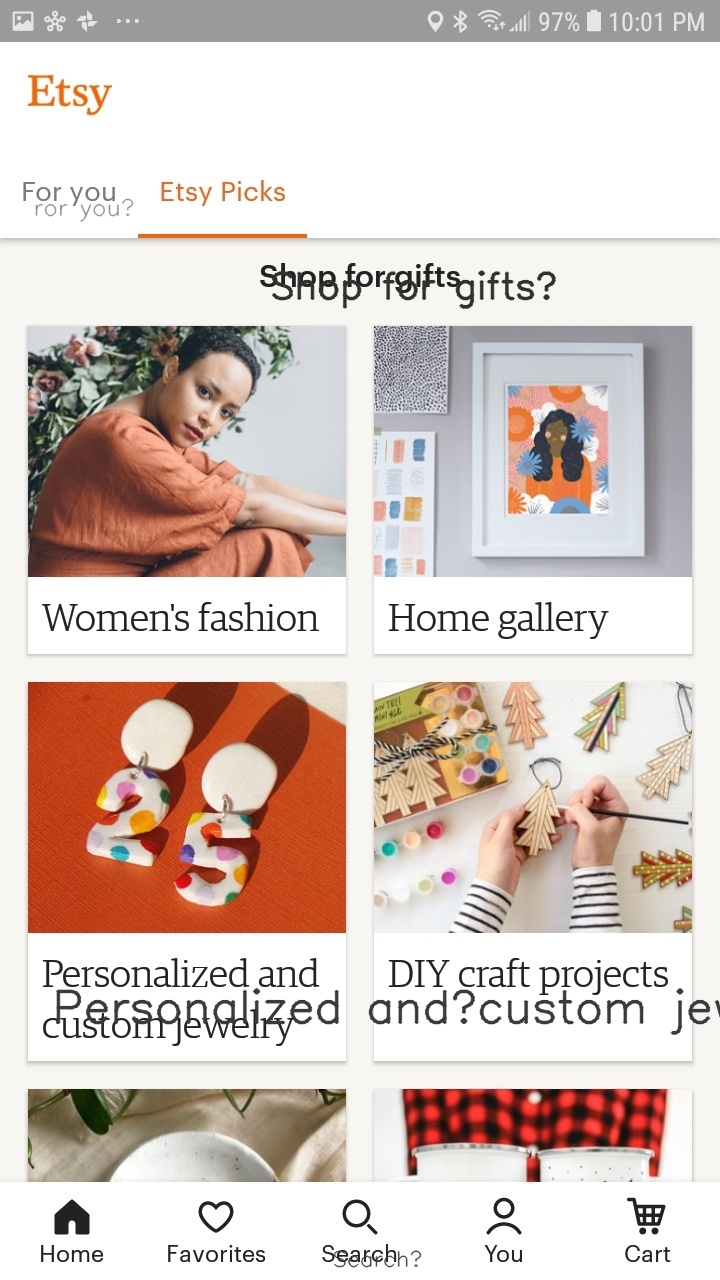 97% 10:01 PM
Etsy
For you
ror you?
Etsy Picks
Shop for gifts
Shop for gifts?
Women's fashion
Home gallery
Personalized and
custom jewelry
DIY craft projects
Personalized and?custom jew
Home
Favorites
Search
Search?
You
Cart